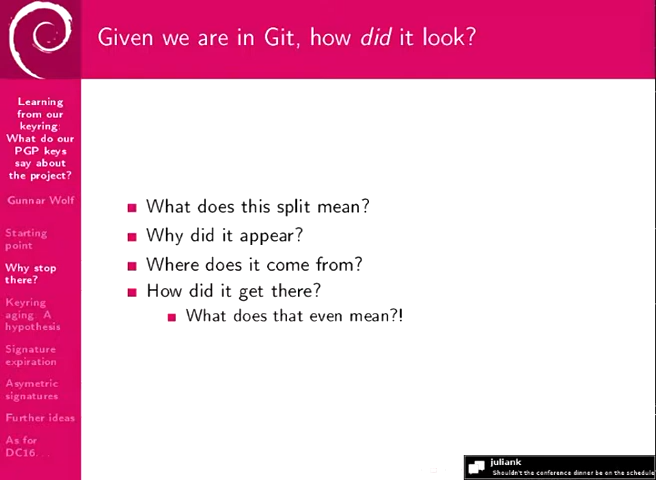 Given we are in Git, how did it look?
Learning
from our
keyring:
What do our
PGP keys
say about
the project?
Gunnar Wolf
Starting
point
Why stop
there?
Keyring
aging: A
hypothesis
Signature
expiration
Asymetric
signatures
Further ideas
As for
DC16...
What does this split mean?
Why did it appear?
Where does it come from?
How did it get there?
What does that even mean?!
juliank
Shouldn't the conference dinner be on the schedule